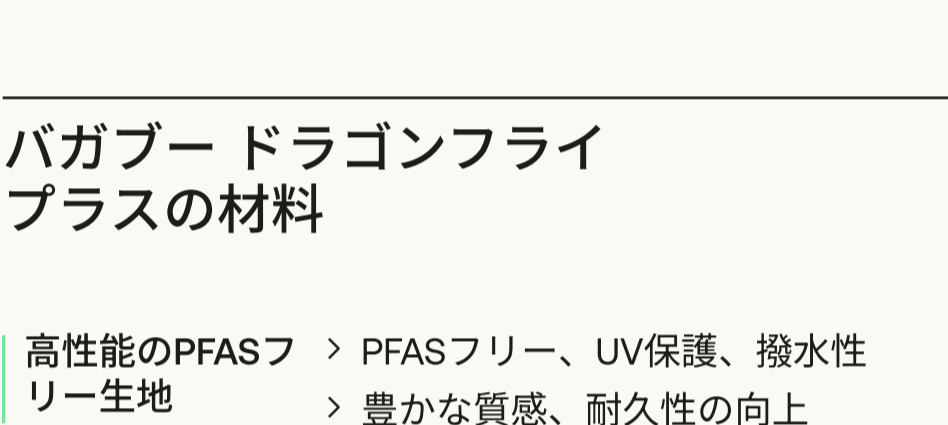 バガブー ドラゴンフライ
プラスの材料
高性能のPFASフ
リー生地
> PFASフリー、UV保護、撥水性
> 豊かな質感、耐久性の向上